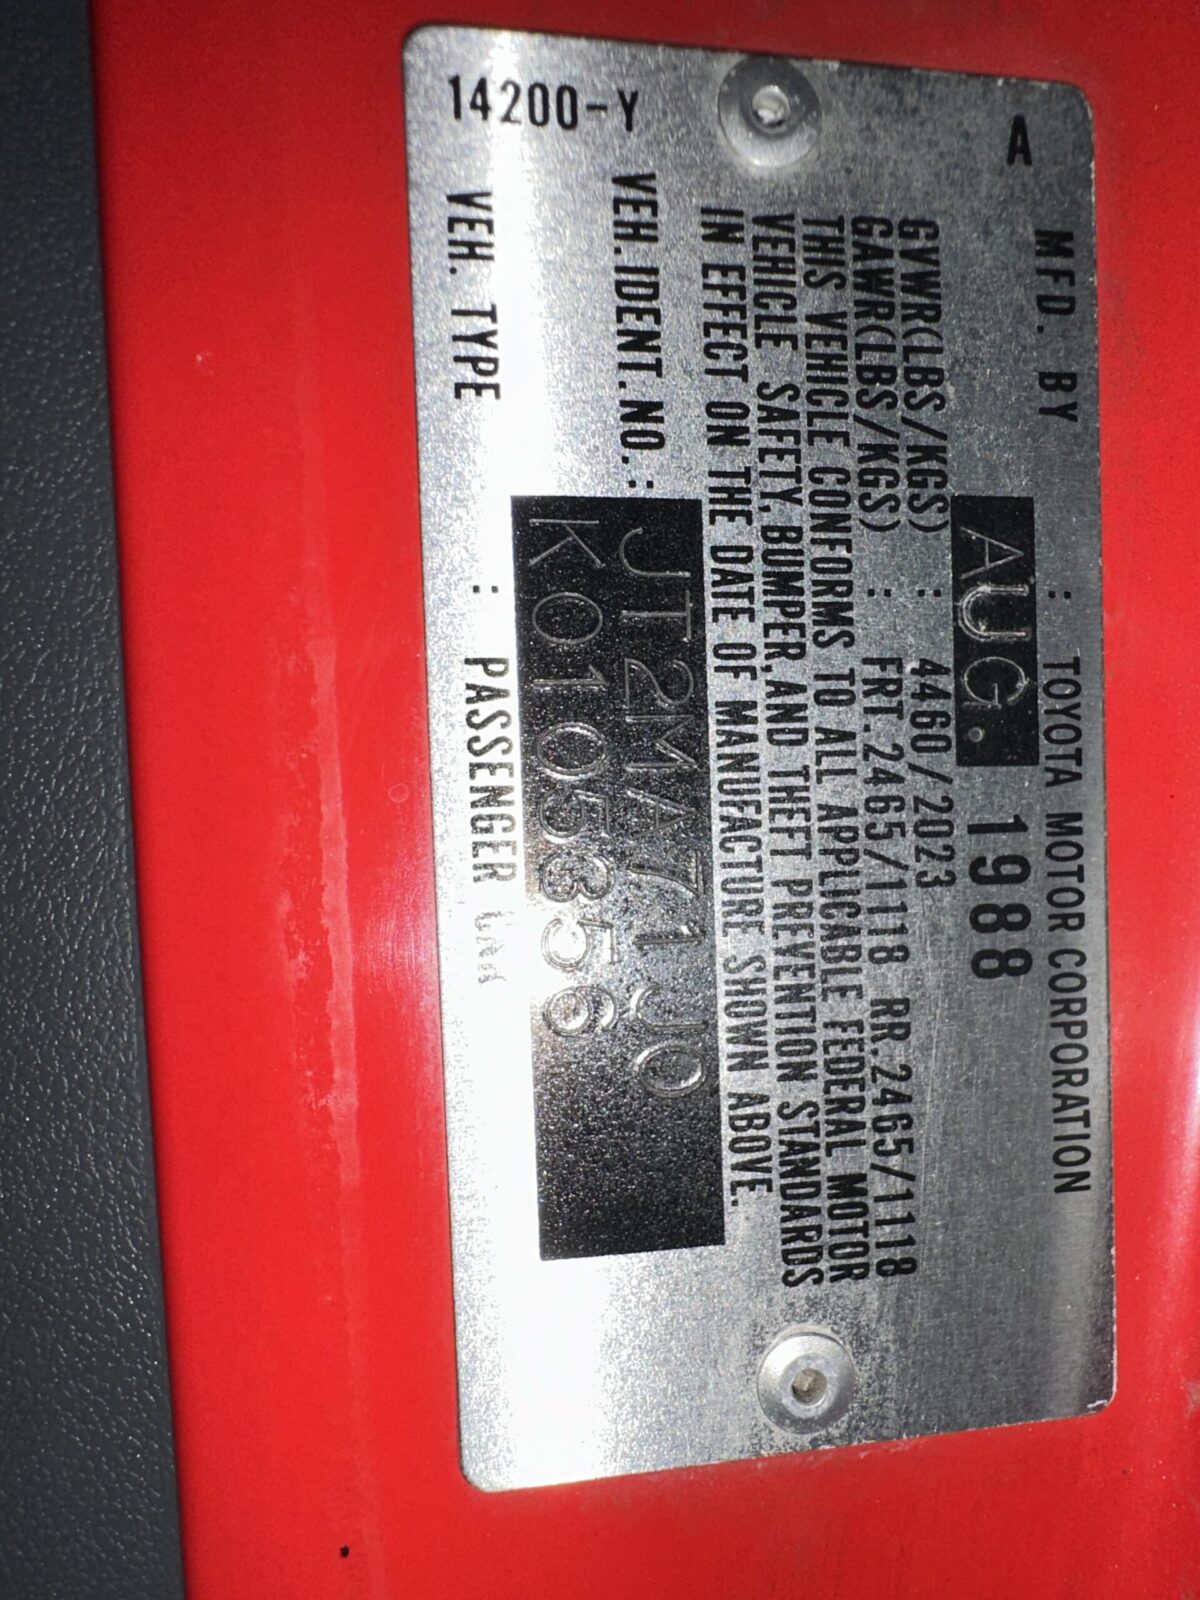 A
MFD. BY : TOYOTA MOTOR CORPORATION
AUG. 1988
GVWR(LBS/KGS) : 4460/2023
GAWR(LBS/KGS) : FRT.2465/1118 RR.2465/1118
THIS VEHICLE CONFORMS TO ALL APPLICABLE FEDERAL MOTOR
VEHICLE SAFETY,BUMPER,AND THEFT PREVENTION STANDARDS
IN EFFECT ON THE DATE OF MANUFACTURE SHOWN ABOVE.
VEH.IDENT.NO.: JT2MA71J0
K0105356
VEH. TYPE : PASSENGER CAR
14200-Y